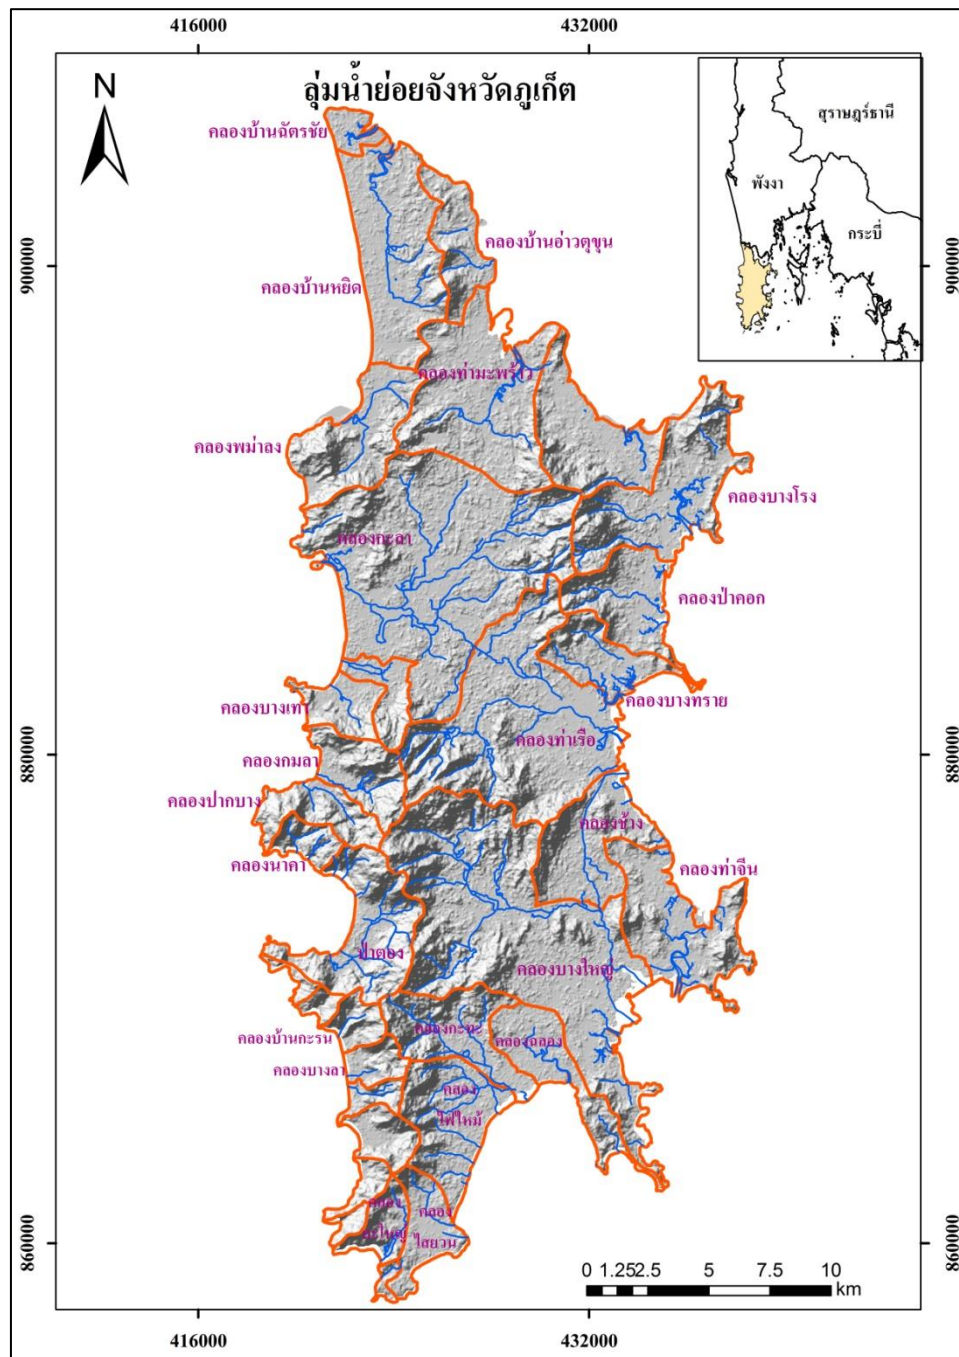 416000
432000
N
ลุ่มน้ำย่อยจังหวัดภูเก็ต
สุราษฎร์ธานี
พังงา
กระบี่
คลองบ้านฉัตรชัย
คลองบ้านอ่าวตุขุน
900000
900000
คลองบ้านหยิด
คลองท่ามะพร้าว
คลองพม่าลง
คลองบางโรง
คลองกะลา
คลองป่าคอก
คลองบางทราย
คลองบางเทา
คลองท่าเรือ
880000
880000
คลองกมลา
คลองปากบาง
คลองช้าง
คลองนาคา
คลองท่าจีน
ป่าตอง
คลองบางใหญ่
คลองกะทะ
คลองบ้านกะรน
คลองฉลอง
คลองบางลา
คลอง
ไฟไหม้
คลอง
คลอง
ไสยวน
860000
860000
0 1.25 2.5 5 7.5 10
km
416000
432000